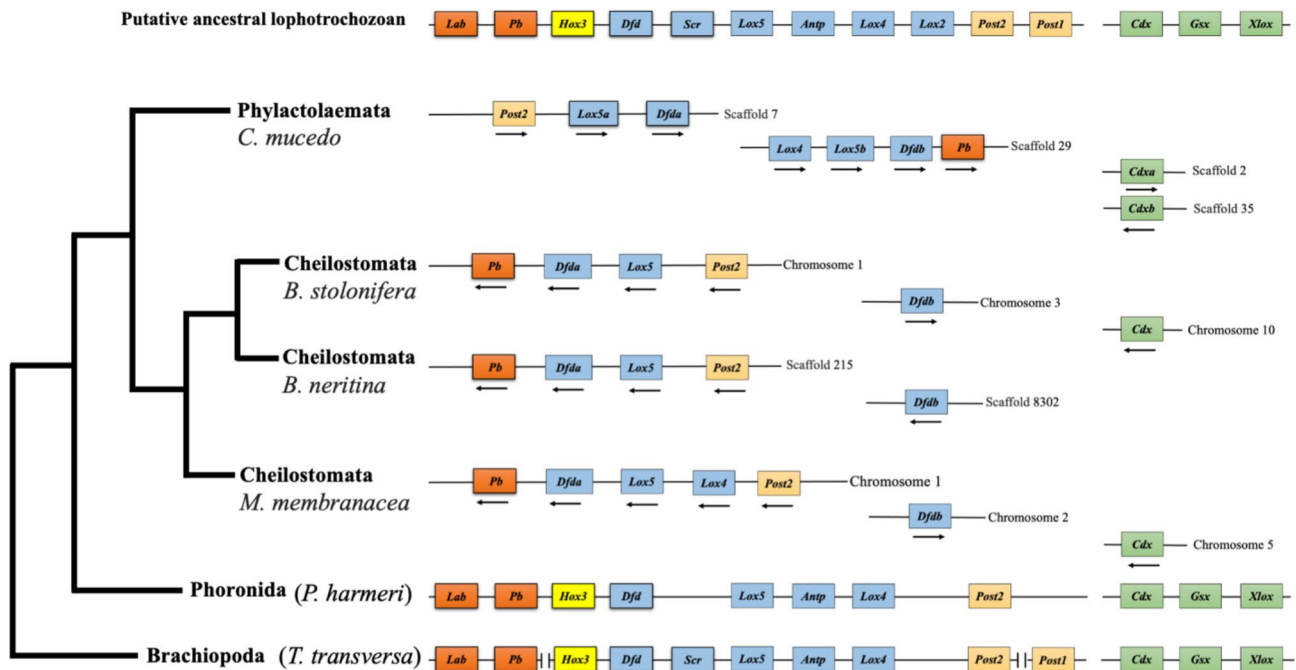 Putative ancestral lophotrochozoan Lab Pb Hox3 Dfd Scr Lox5 Antp Lox4 Lox2 Post2 Post1 Cdx Gsx Xlox
Phylactolaemata Post2 Lox5a Dfda Scaffold 7
C. mucedo Lox4 Lox5b Dfdb Pb Scaffold 29
Cdxa Scaffold 2
Cdxb Scaffold 35
Cheilostomata Pb Dfda Lox5 Post2 Chromosome 1
B. stolonifera Dfdb Chromosome 3
Cdx Chromosome 10
Cheilostomata Pb Dfda Lox5 Post2 Scaffold 215
B. neritina Dfdb Scaffold 8302
Cheilostomata Pb Dfda Lox5 Lox4 Post2 Chromosome 1
M. membranacea Dfdb Chromosome 2
Cdx Chromosome 5
Phoronida (P. harmeri) Lab Pb Hox3 Dfd Lox5 Antp Lox4 Post2 Cdx Gsx Xlox
Brachiopoda (T. transversa) Lab Pb Hox3 Dfd Scr Lox5 Antp Lox4 Post2 Post1 Cdx Gsx Xlox